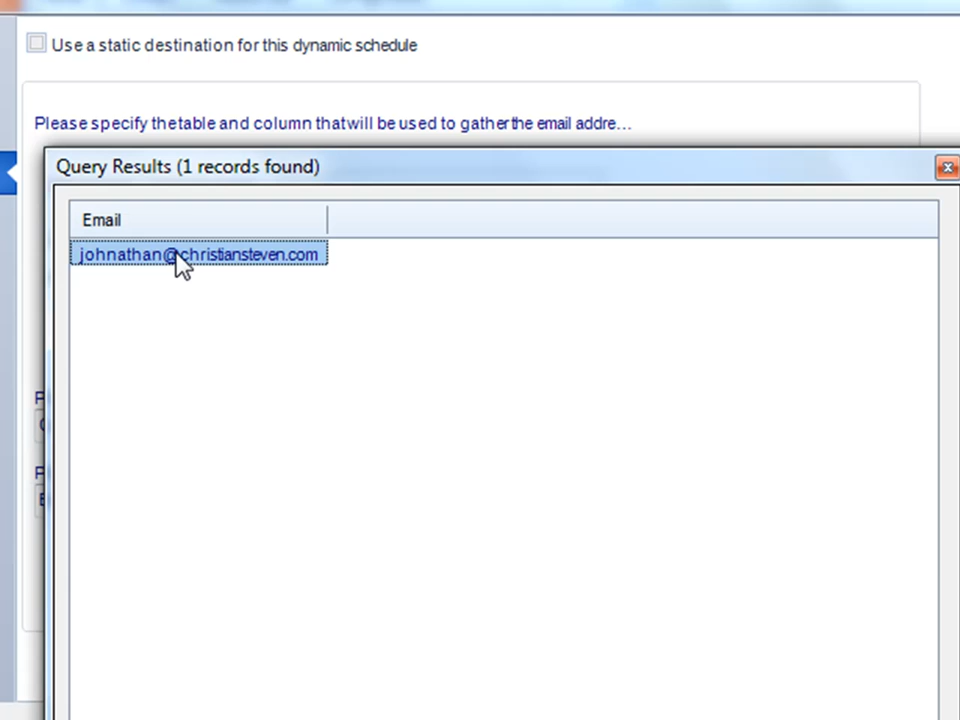 Use a static destination for this dynamic schedule
Please specify the table and column that will be used to gather the email addre...
Query Results (1 records found)
Email
johnathan@christiansteven.com
P
P